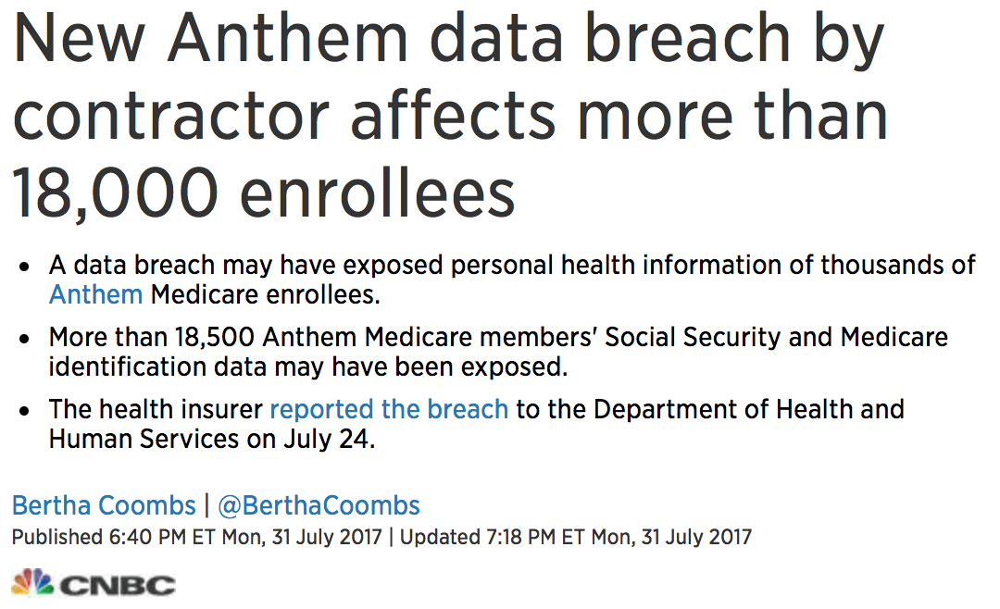 New Anthem data breach by
contractor affects more than
18,000 enrollees
• A data breach may have exposed personal health information of thousands of
Anthem Medicare enrollees.
• More than 18,500 Anthem Medicare members' Social Security and Medicare
identification data may have been exposed.
• The health insurer reported the breach to the Department of Health and
Human Services on July 24.
Bertha Coombs | @BerthaCoombs
Published 6:40 PM ET Mon, 31 July 2017 | Updated 7:18 PM ET Mon, 31 July 2017
CNBC